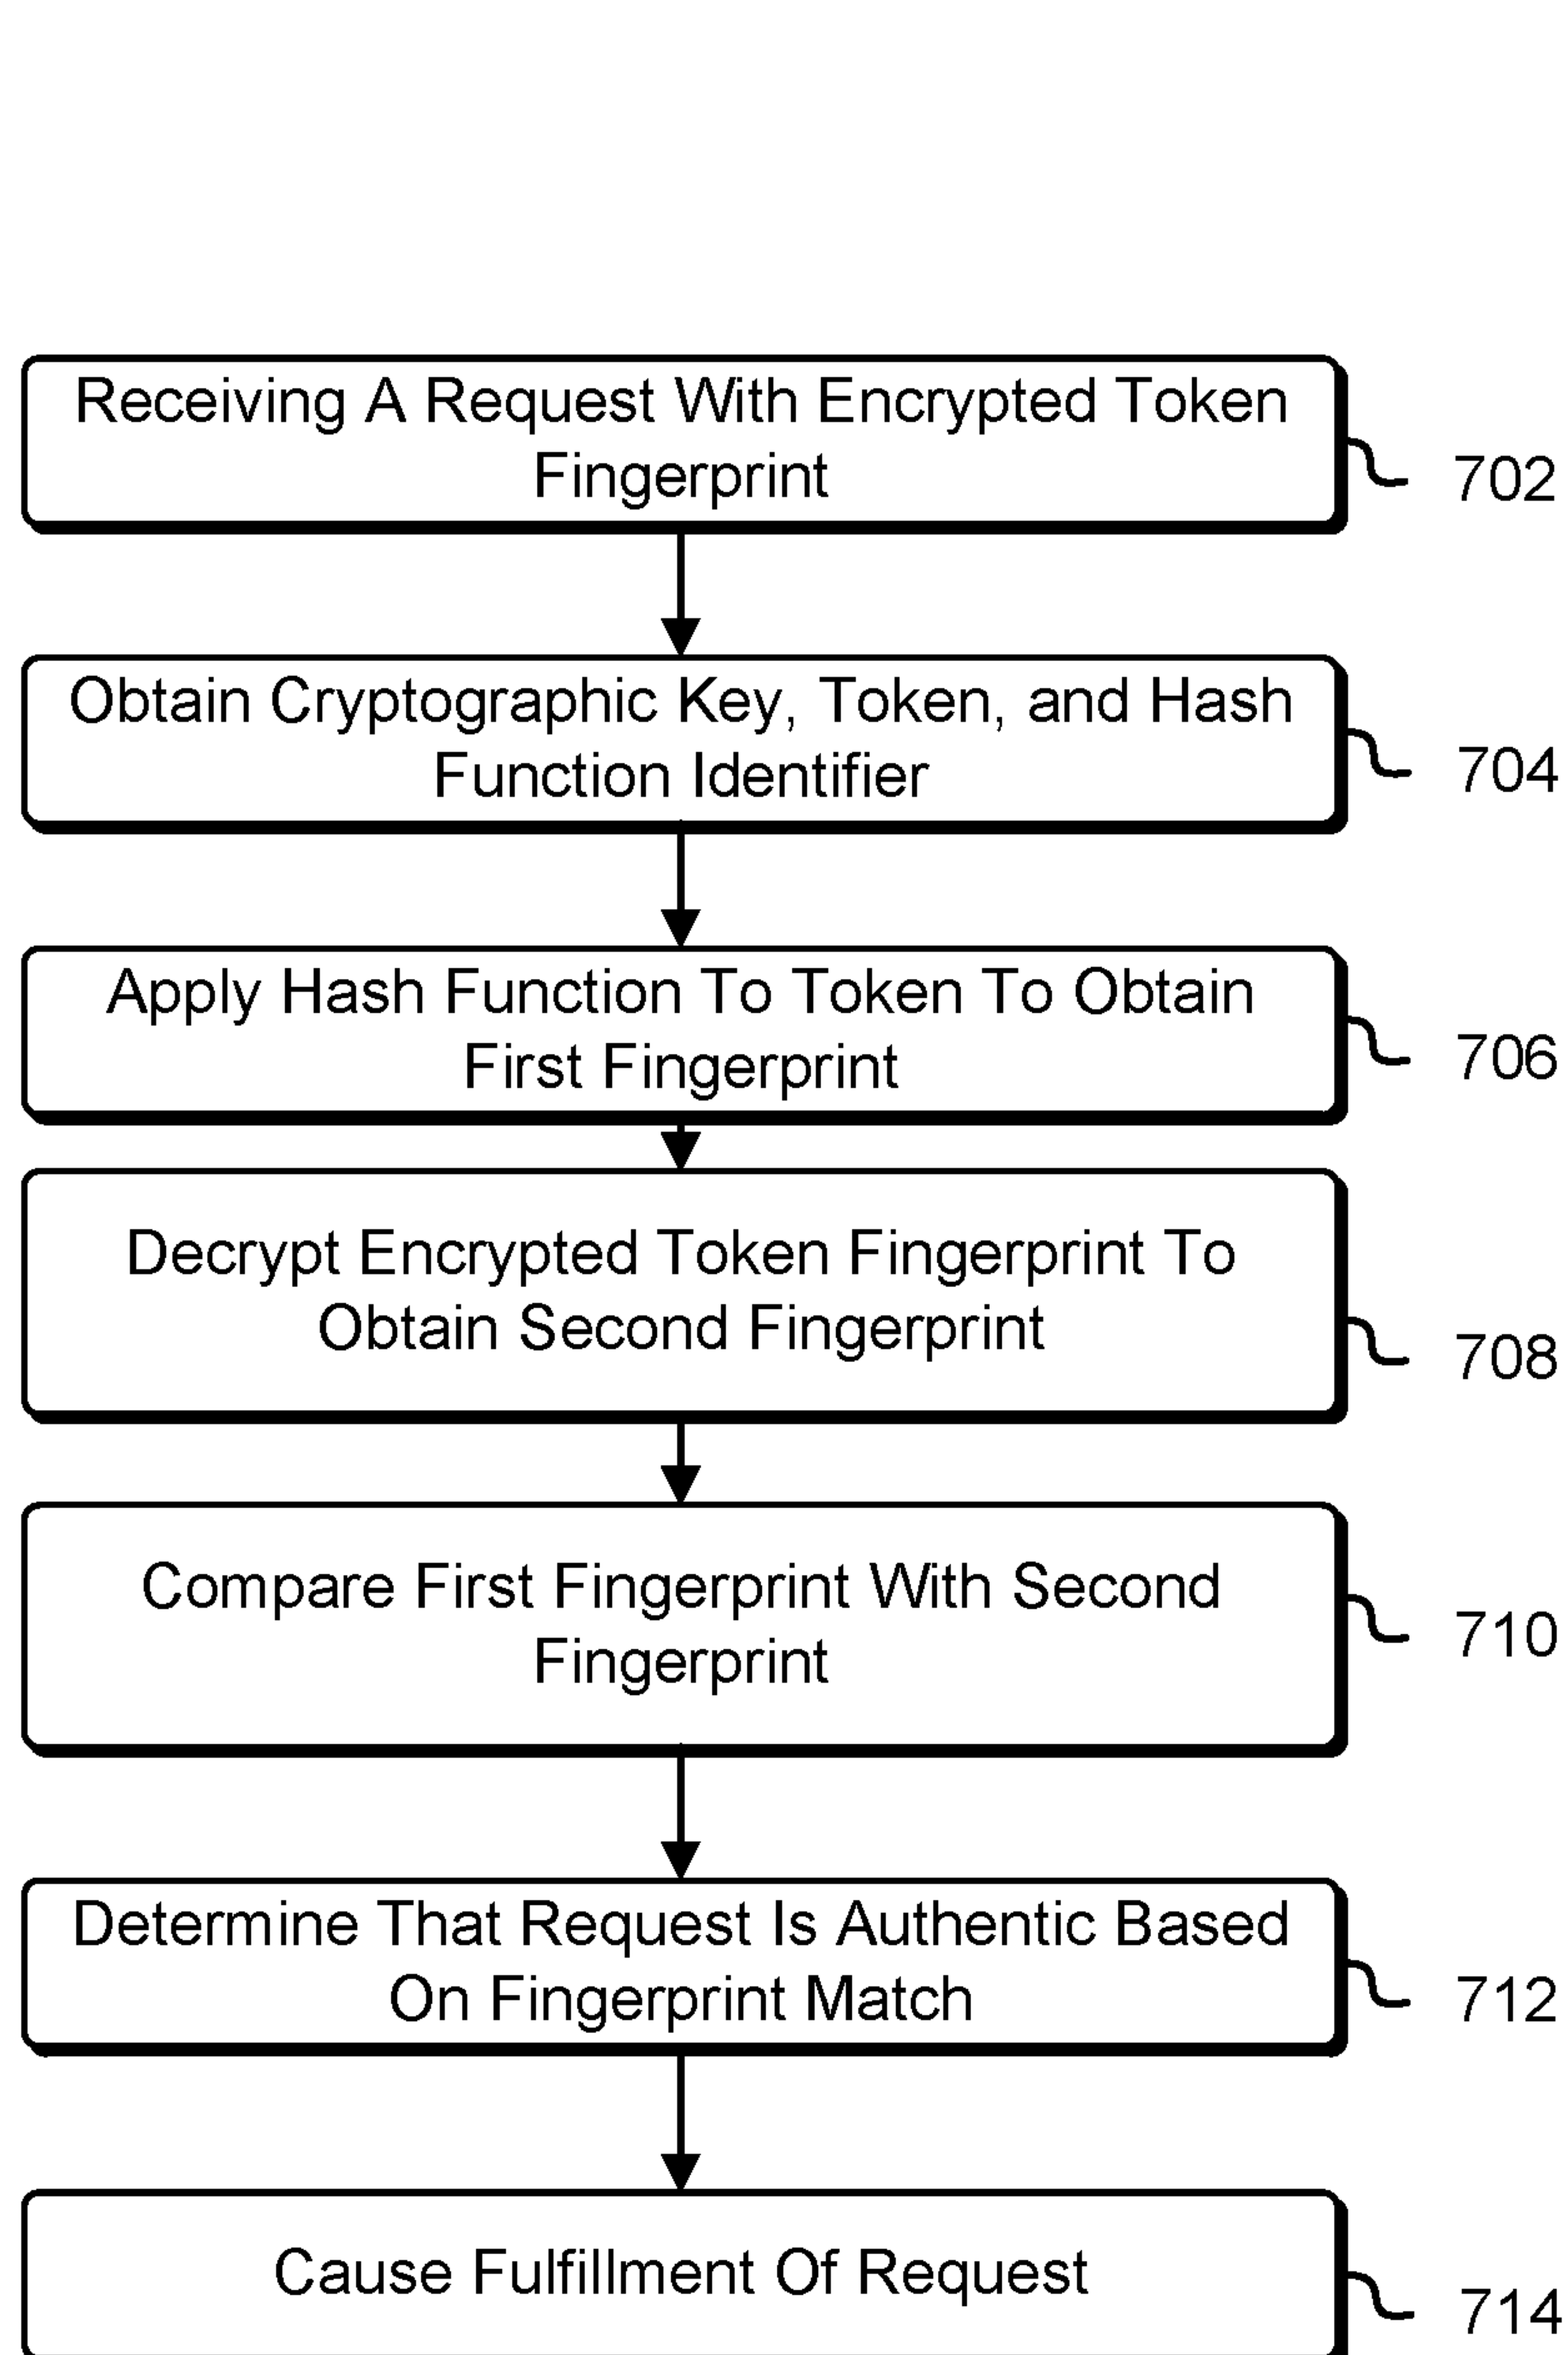 Receiving A Request With Encrypted Token
Fingerprint
702
Obtain Cryptographic Key, Token, and Hash
Function Identifier
704
Apply Hash Function To Token To Obtain
First Fingerprint
706
Decrypt Encrypted Token Fingerprint To
Obtain Second Fingerprint
708
Compare First Fingerprint With Second
Fingerprint
710
Determine That Request Is Authentic Based
On Fingerprint Match
712
Cause Fulfillment Of Request
714